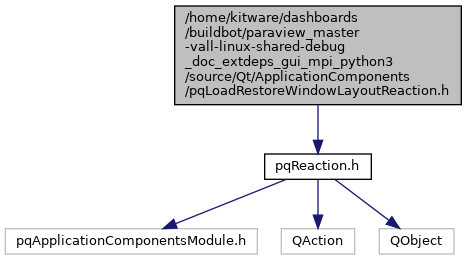 /home/kitware/dashboards
/buildbot/paraview_master
-vall-linux-shared-debug
_doc_extdeps_gui_mpi_python3
/source/Qt/ApplicationComponents
/pqLoadRestoreWindowLayoutReaction.h
pqReaction.h
pqApplicationComponentsModule.h
QAction
QObject